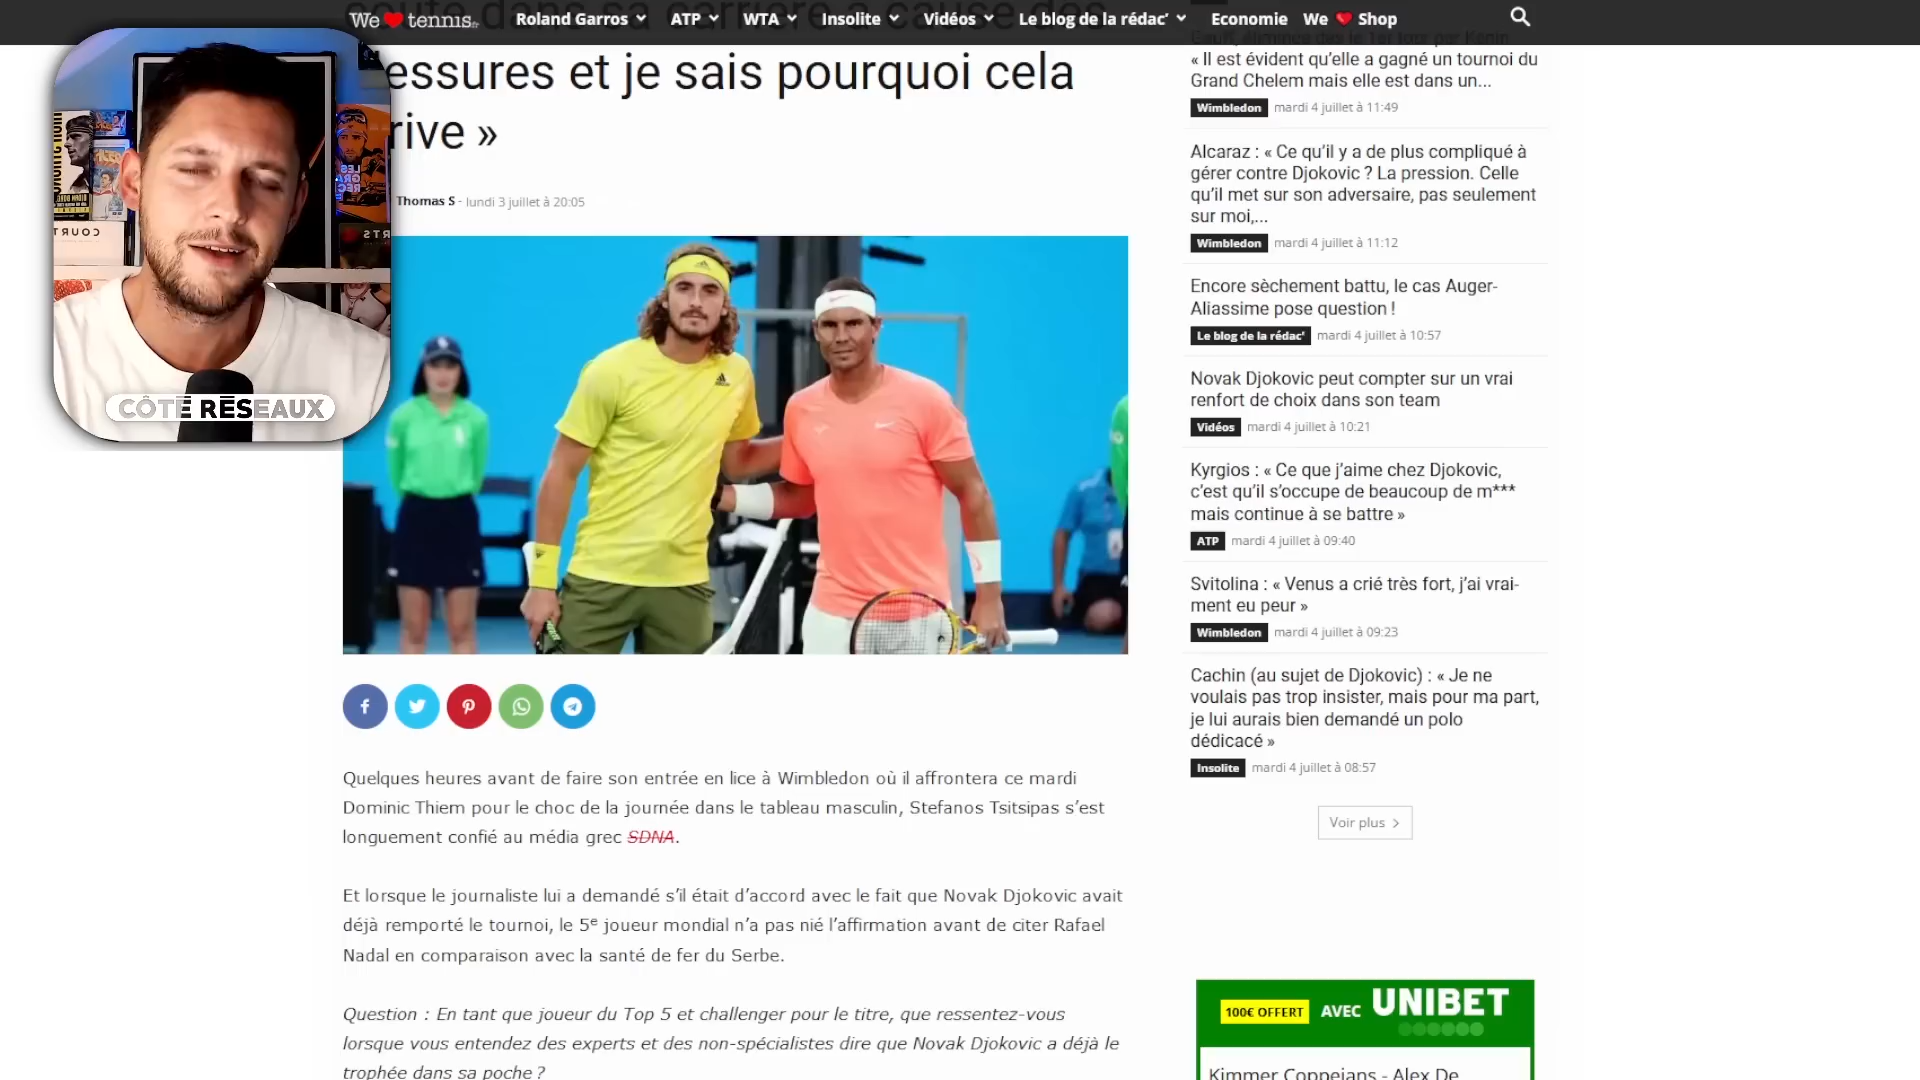 We tennis.fr
Roland Garros
ATP
WTA
Insolite
Vidéos
Le blog de la rédac'
Economie
We Shop
coûté dans sa carrière à cause des
essures et je sais pourquoi cela
rive »
Thomas S - lundi 3 juillet à 20:05
CÔTÉ RÉSEAUX
COURT
Quelques heures avant de faire son entrée en lice à Wimbledon où il affrontera ce mardi
Dominic Thiem pour le choc de la journée dans le tableau masculin, Stefanos Tsitsipas s'est
longuement confié au média grec SDNA.
Et lorsque le journaliste lui a demandé s'il était d'accord avec le fait que Novak Djokovic avait
déjà remporté le tournoi, le 5e joueur mondial n'a pas nié l'affirmation avant de citer Rafael
Nadal en comparaison avec la santé de fer du Serbe.
Question : En tant que joueur du Top 5 et challenger pour le titre, que ressentez-vous
lorsque vous entendez des experts et des non-spécialistes dire que Novak Djokovic a déjà le
trophée dans sa poche ?
Gauff, éliminée dès le 1er tour par Kenin
« Il est évident qu'elle a gagné un tournoi du
Grand Chelem mais elle est dans un...
Wimbledon mardi 4 juillet à 11:49
Alcaraz : « Ce qu'il y a de plus compliqué à
gérer contre Djokovic ? La pression. Celle
qu'il met sur son adversaire, pas seulement
sur moi,...
Wimbledon mardi 4 juillet à 11:12
Encore sèchement battu, le cas Auger-
Aliassime pose question !
Le blog de la rédac' mardi 4 juillet à 10:57
Novak Djokovic peut compter sur un vrai
renfort de choix dans son team
Vidéos mardi 4 juillet à 10:21
Kyrgios : « Ce que j'aime chez Djokovic,
c'est qu'il s'occupe de beaucoup de m***
mais continue à se battre »
ATP mardi 4 juillet à 09:40
Svitolina : « Venus a crié très fort, j'ai vrai-
ment eu peur »
Wimbledon mardi 4 juillet à 09:23
Cachin (au sujet de Djokovic) : « Je ne
voulais pas trop insister, mais pour ma part,
je lui aurais bien demandé un polo
dédicacé »
Insolite mardi 4 juillet à 08:57
Voir plus
100€ OFFERT AVEC UNIBET
Kimmer Coppejans - Alex De